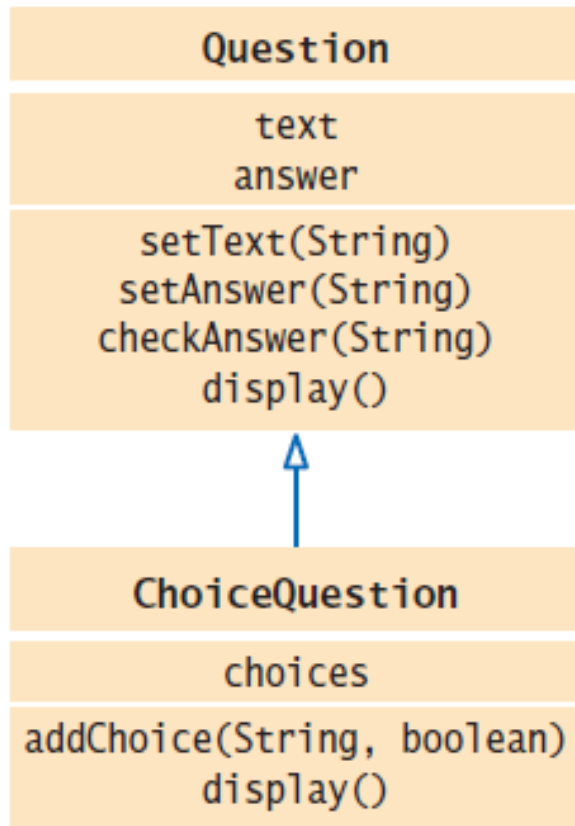 Question
text
answer
setText(String)
setAnswer(String)
checkAnswer(String)
display()
ChoiceQuestion
choices
addChoice(String, boolean)
display()